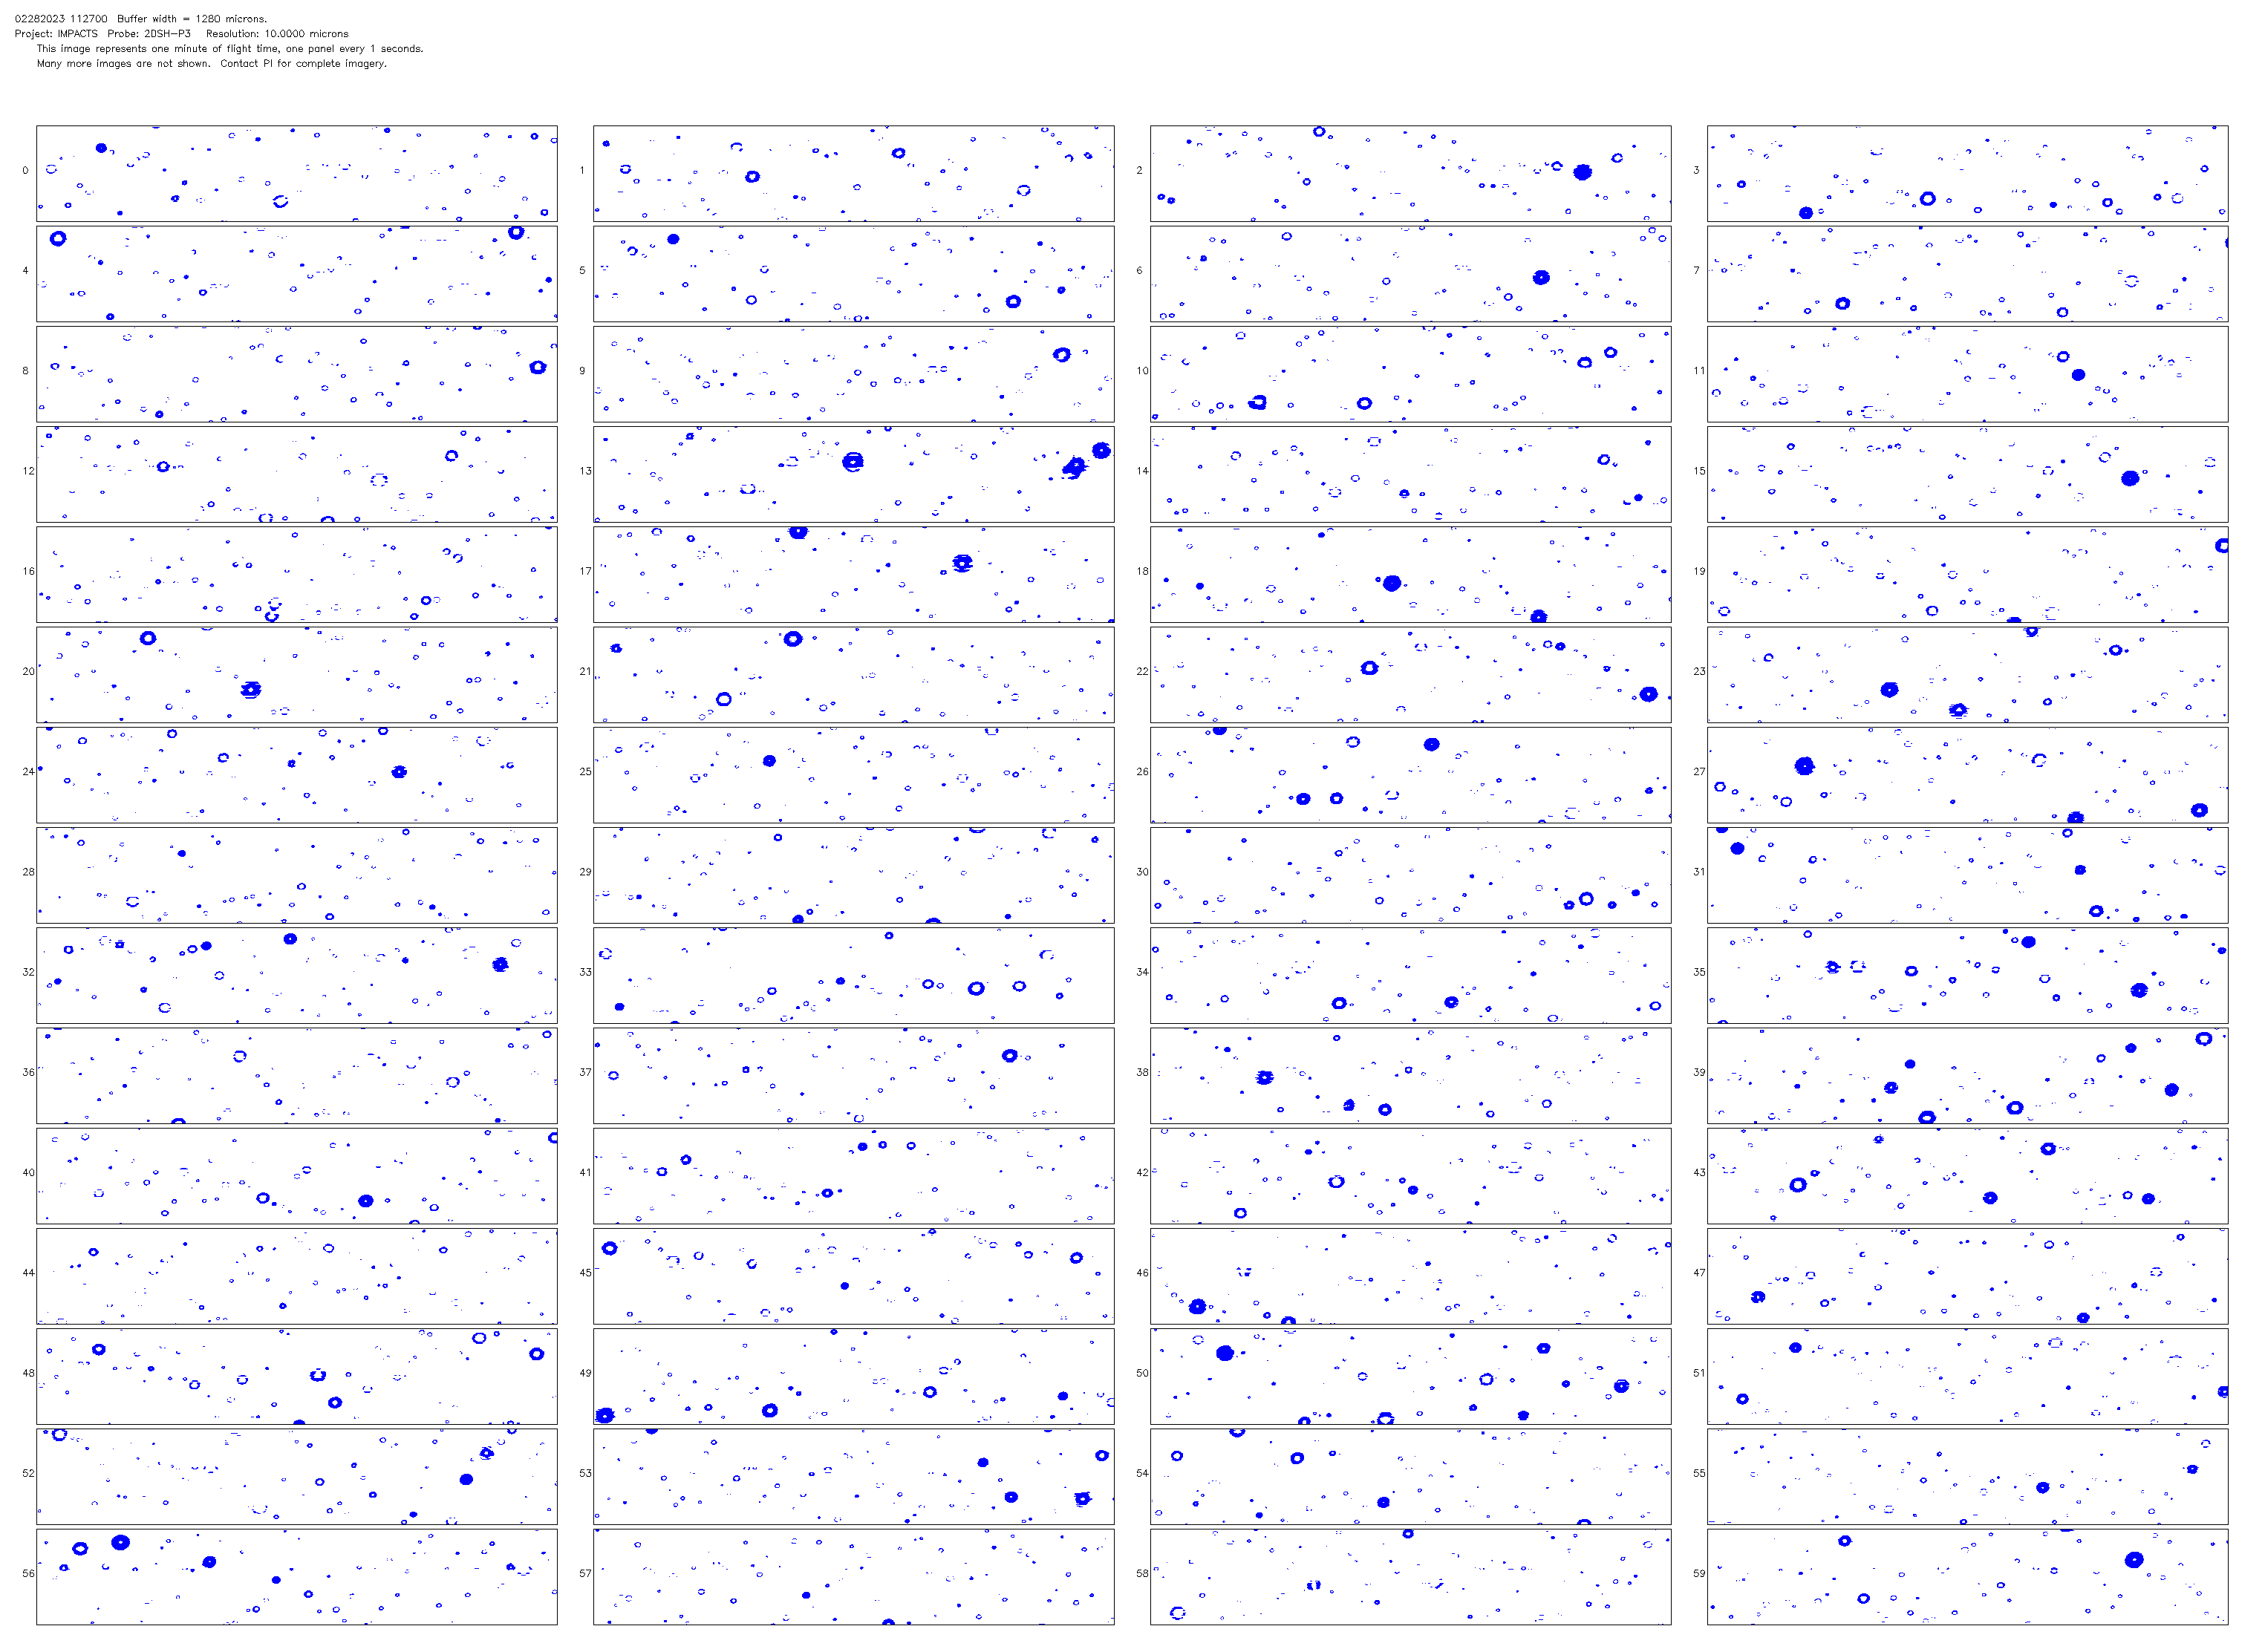 02282023 112700 Buffer width = 1280 microns.
Project: IMPACTS Probe: 2DSH-P3 Resolution: 10.0000 microns
This image represents one minute of flight time, one panel every 1 seconds.
Many more images are not shown. Contact PI for complete imagery.
0 1 2 3
4 5 6 7
8 9 10 11
12 13 14 15
16 17 18 19
20 21 22 23
24 25 26 27
28 29 30 31
32 33 34 35
36 37 38 39
40 41 42 43
44 45 46 47
48 49 50 51
52 53 54 55
56 57 58 59